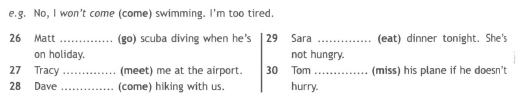 e.g. No, I won't come (come) swimming. I'm too tired.
26 Matt .............. (go) scuba diving when he's
on holiday.
27 Tracy .............. (meet) me at the airport.
28 Dave .............. (come) hiking with us.
29 Sara .............. (eat) dinner tonight. She's
not hungry.
30 Tom .............. (miss) his plane if he doesn't
hurry.